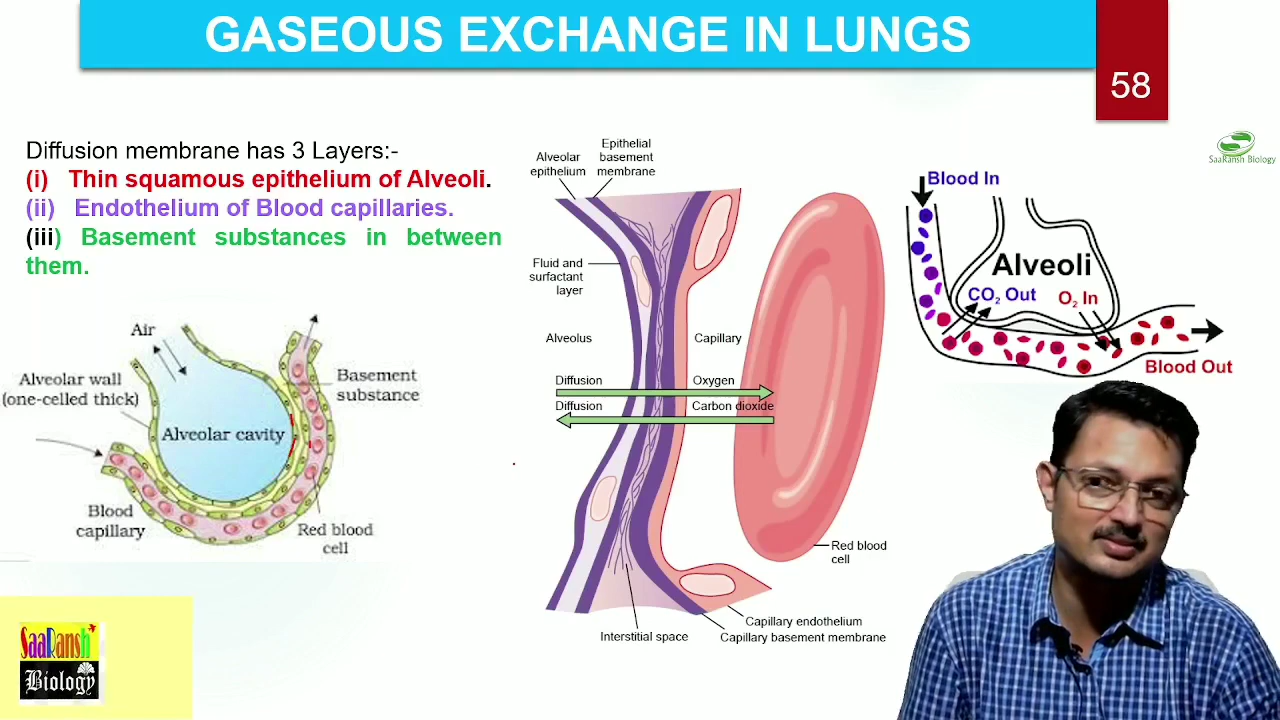 GASEOUS EXCHANGE IN LUNGS
58
Diffusion membrane has 3 Layers:-
(i) Thin squamous epithelium of Alveoli.
(ii) Endothelium of Blood capillaries.
(iii) Basement substances in between
them.
Air
Alveolar wall
(one-celled thick)
Alveolar cavity
Basement
substance
Blood
capillary
Red blood
cell
Alveolar
epithelium
Epithelial
basement
membrane
Fluid and
surfactant
layer
Alveolus
Capillary
Diffusion
Oxygen
Diffusion
Carbon dioxide
Red blood
cell
Interstitial space
Capillary endothelium
Capillary basement membrane
SaaRansh Biology
Blood In
Alveoli
CO₂ Out
O₂ In
Blood Out
SaaRansh
Biology